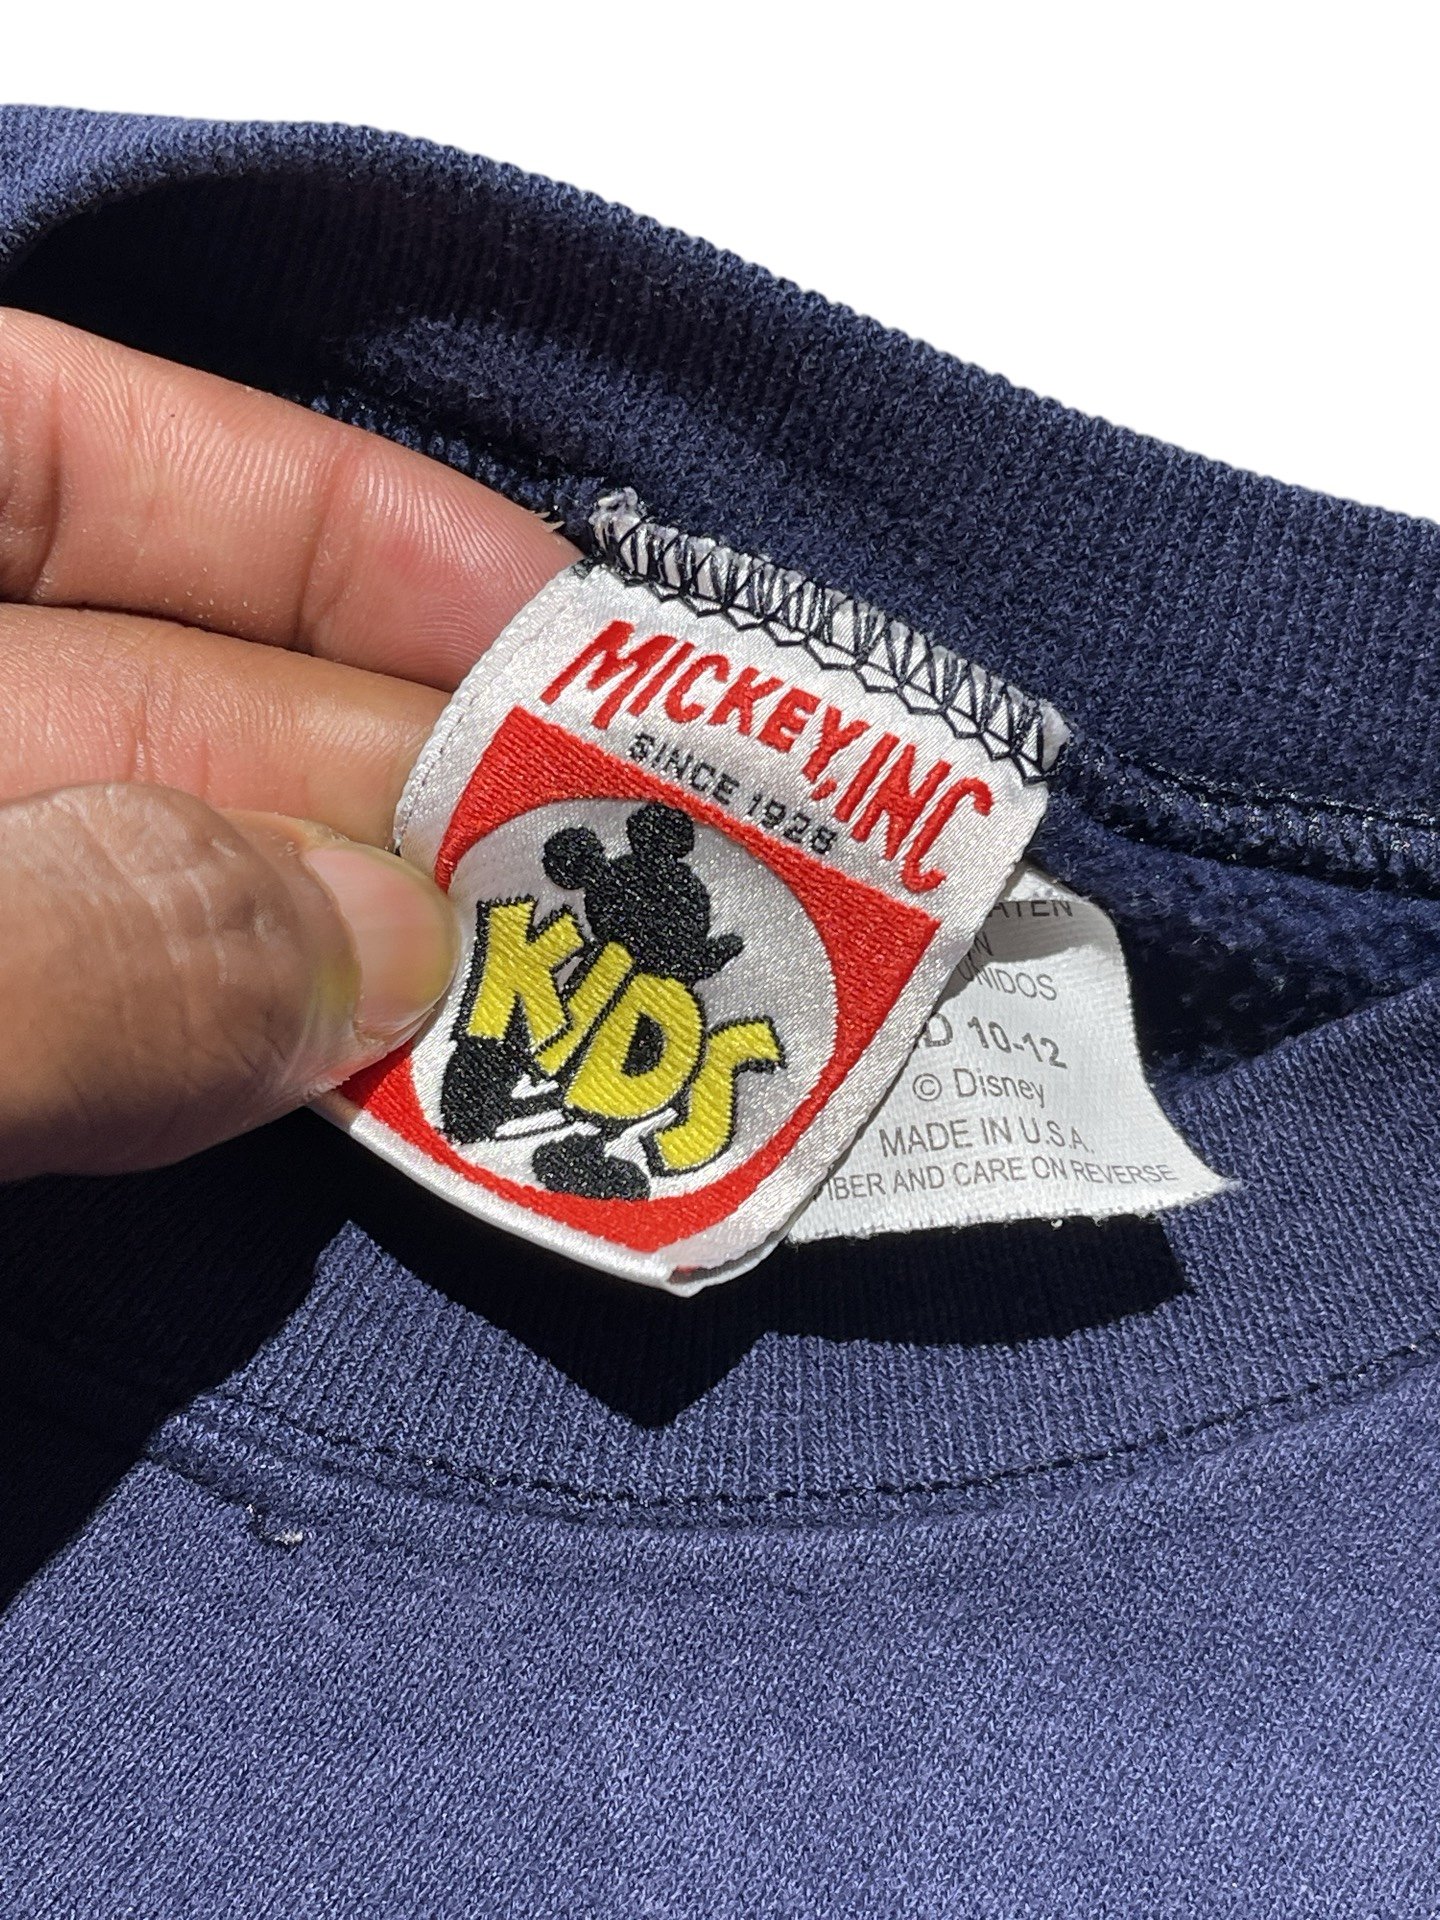 MICKEY, INC
SINCE 1928
KIDS
UNIDOS
10-12
© Disney
MADE IN U.S.A.
FIBER AND CARE ON REVERSE